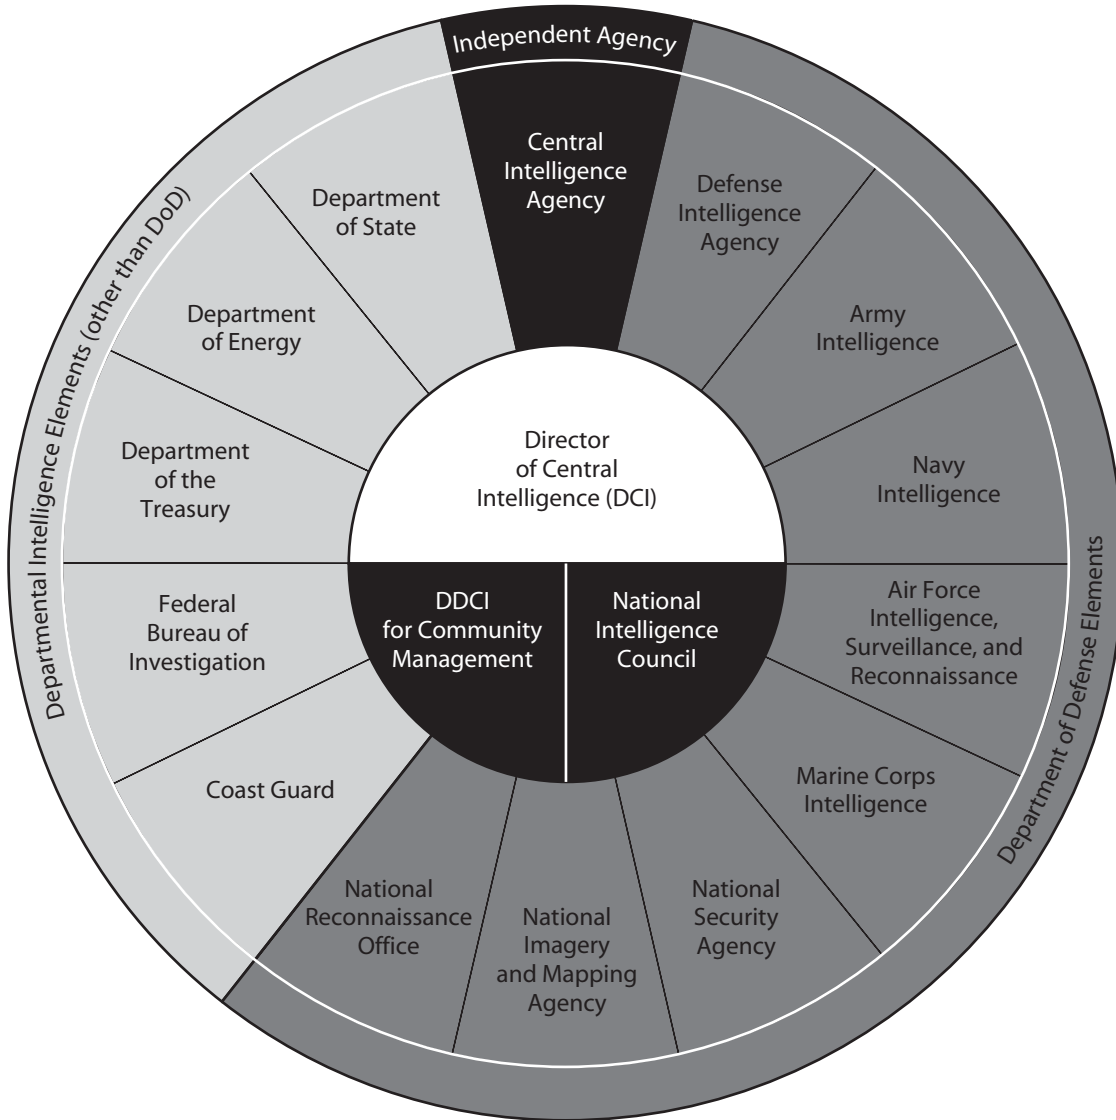 Independent Agency
Central
Intelligence
Agency
Defense
Intelligence
Agency
Army
Intelligence
Navy
Intelligence
Air Force
Intelligence,
Surveillance, and
Reconnaissance
Marine Corps
Intelligence
National
Security
Agency
National
Imagery
and Mapping
Agency
National
Reconnaissance
Office
Coast Guard
Federal
Bureau of
Investigation
Department
of the
Treasury
Department
of Energy
Department
of State
Director
of Central
Intelligence (DCI)
DDCI
for Community
Management
National
Intelligence
Council
Departmental Intelligence Elements (other than DoD)
Department of Defense Elements